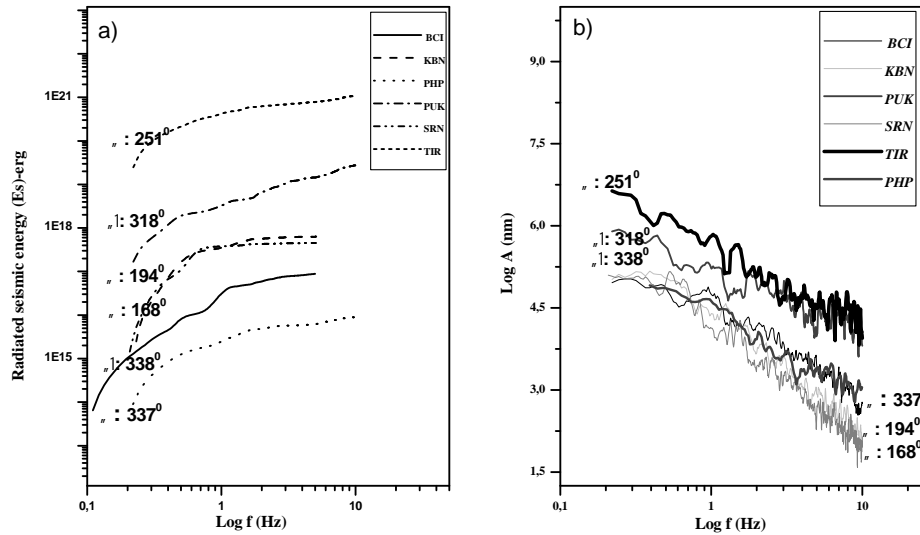 a)
BCI
KBN
PHP
PUK
SRN
TIR
1E21
1E18
1E15
Radiated seismic energy (Es)-erg
„ : 251⁰
„ا: 318⁰
„ : 194⁰
„ : 168⁰
„ا: 338⁰
„ : 337⁰
0,1
1
10
Log f (Hz)
b)
BCI
KBN
PUK
SRN
TIR
PHP
9,0
7,5
6,0
4,5
3,0
1,5
Log A (nm)
„ : 251⁰
„ا: 318⁰
„ا: 338⁰
„ : 337
„ : 194⁰
„ : 168⁰
0,1
1
10
Log f (Hz)